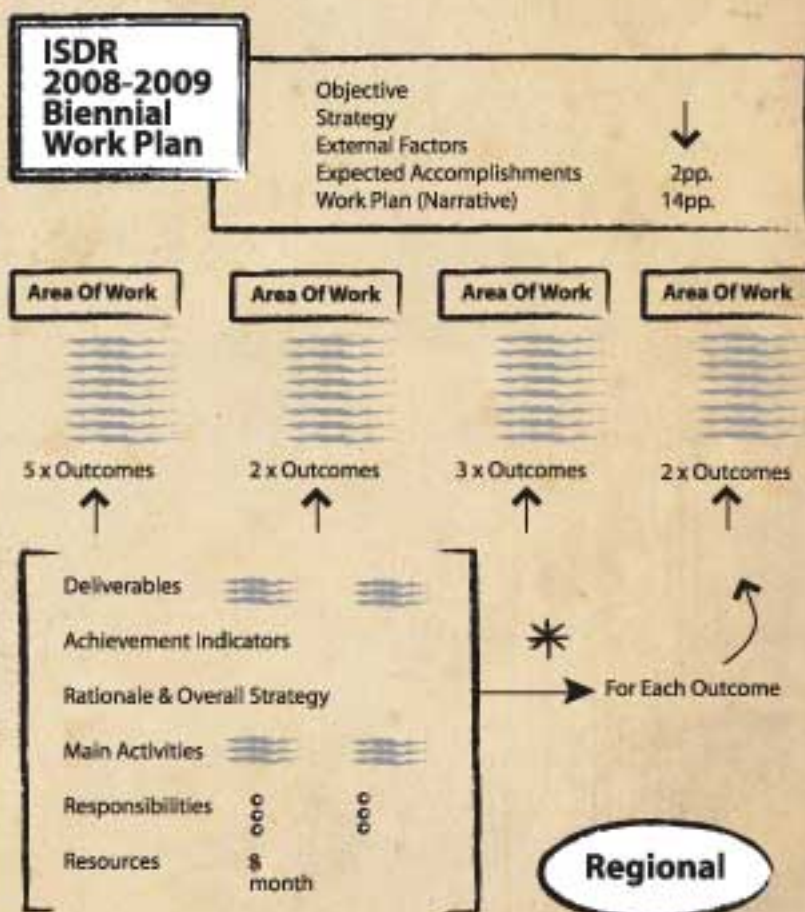 ISDR
2008-2009
Biennial
Work Plan
Objective
Strategy
External Factors
Expected Accomplishments 2pp.
Work Plan (Narrative) 14pp.
Area Of Work
Area Of Work
Area Of Work
Area Of Work
5 x Outcomes
2 x Outcomes
3 x Outcomes
2 x Outcomes
Deliverables
Achievement Indicators
Rationale & Overall Strategy
Main Activities
Responsibilities
Resources $
month
For Each Outcome
Regional